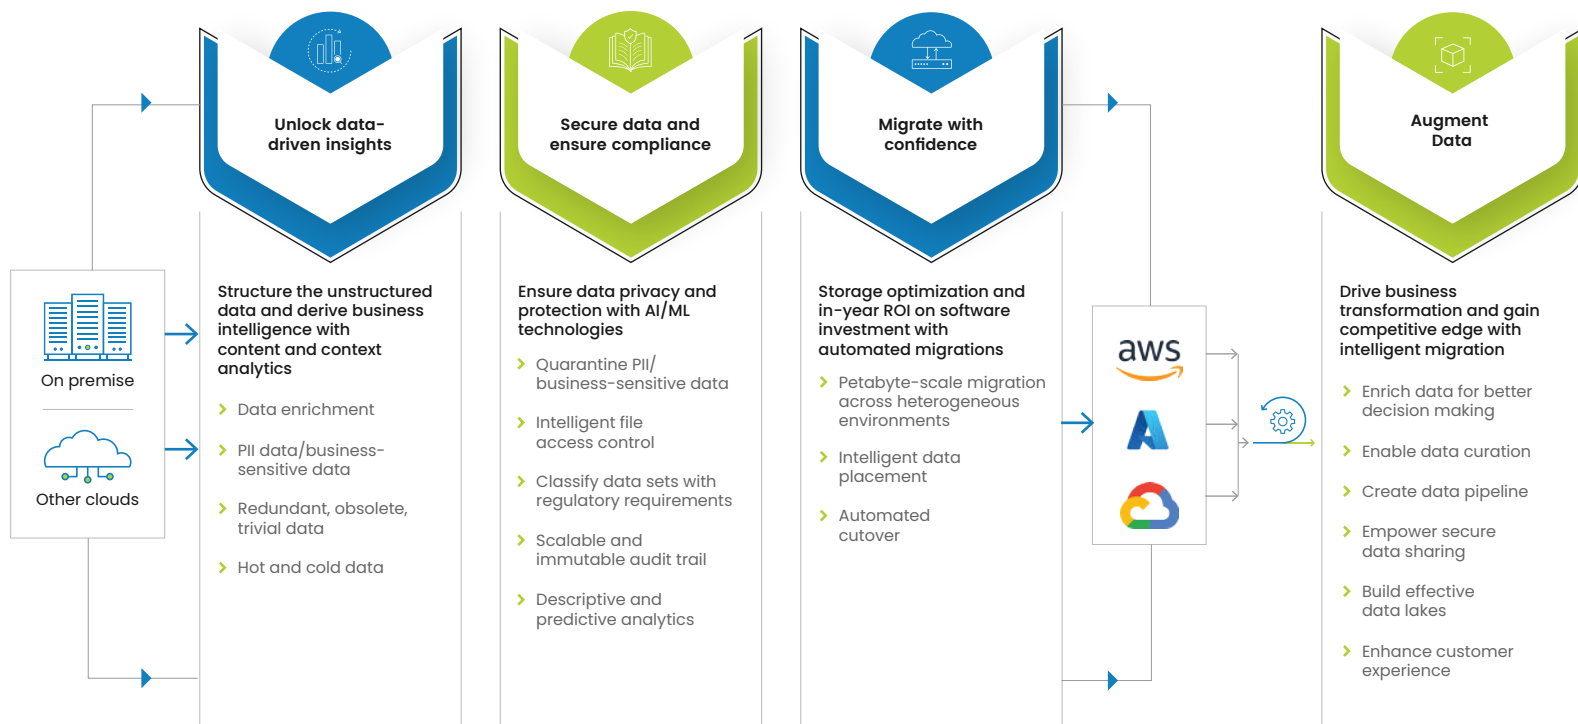 On premise
Other clouds
Unlock data-
driven insights
Structure the unstructured
data and derive business
intelligence with
content and context
analytics
Data enrichment
PII data/business-
sensitive data
Redundant, obsolete,
trivial data
Hot and cold data
Secure data and
ensure compliance
Ensure data privacy and
protection with AI/ML
technologies
Quarantine PII/
business-sensitive data
Intelligent file
access control
Classify data sets with
regulatory requirements
Scalable and
immutable audit trail
Descriptive and
predictive analytics
Migrate with
confidence
Storage optimization and
in-year ROI on software
investment with
automated migrations
Petabyte-scale migration
across heterogeneous
environments
Intelligent data
placement
Automated
cutover
aws
Augment
Data
Drive business
transformation and gain
competitive edge with
intelligent migration
Enrich data for better
decision making
Enable data curation
Create data pipeline
Empower secure
data sharing
Build effective
data lakes
Enhance customer
experience